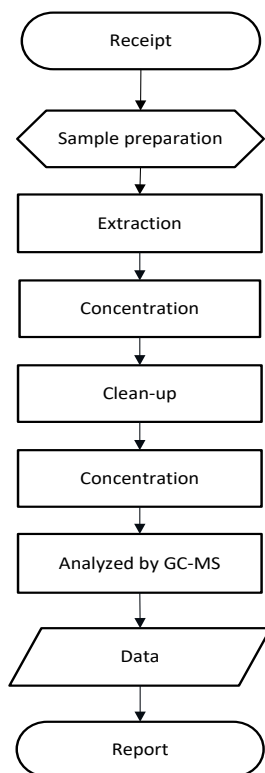 Receipt
Sample preparation
Extraction
Concentration
Clean-up
Concentration
Analyzed by GC-MS
Data
Report